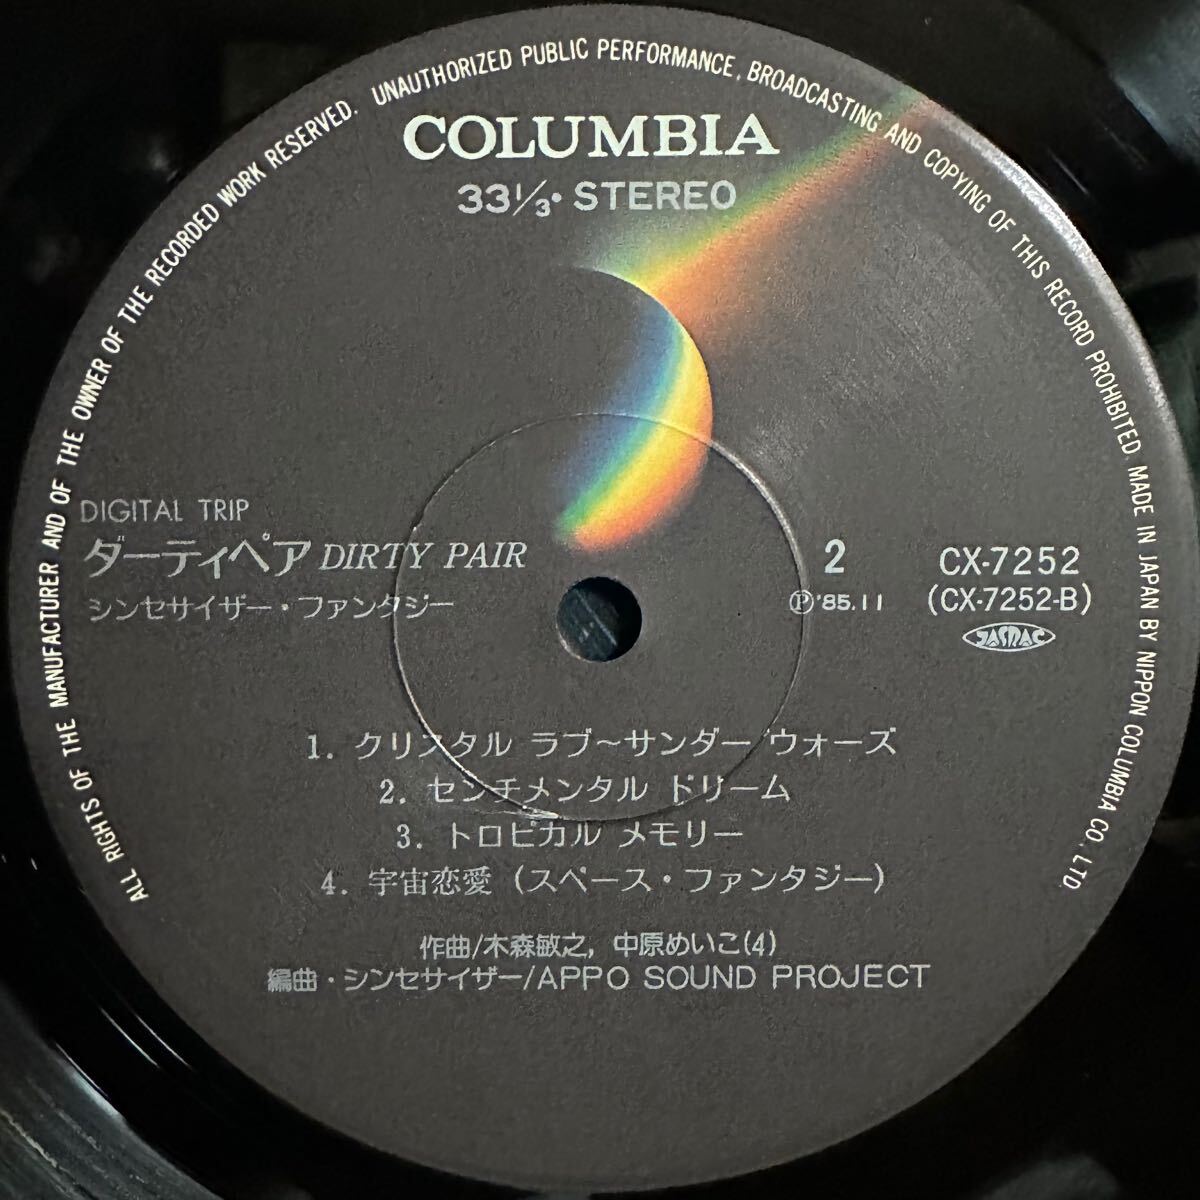 ALL RIGHTS OF THE MANUFACTURER AND OF THE OWNER OF THE RECORDED WORK RESERVED. UNAUTHORIZED PUBLIC PERFORMANCE, BROADCASTING AND COPYING OF THIS RECORD PROHIBITED. MADE IN JAPAN BY NIPPON COLUMBIA CO., LTD.
COLUMBIA
33⅓・STEREO
DIGITAL TRIP
ダーティペア DIRTY PAIR
シンセサイザー・ファンタジー
2
Ⓟ'85.11
CX-7252
(CX-7252-B)
JASRAC
1. クリスタル ラブ～サンダー ウォーズ
2. センチメンタル ドリーム
3. トロピカル メモリー
4. 宇宙恋愛 (スペース・ファンタジー)
作曲/木森敏之, 中原めいこ(4)
編曲・シンセサイザー/APPO SOUND PROJECT